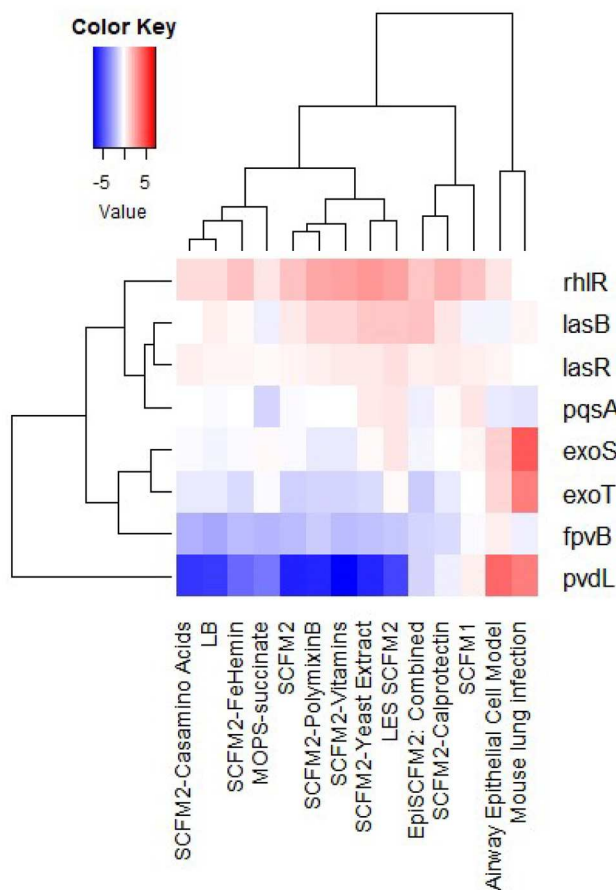 Color Key
-5
5
Value
rhlR
lasB
lasR
pqsA
exoS
exoT
fpvB
pvdL
SCFM2-Casamino Acids
LB
SCFM2-FeHemin
MOPS-succinate
SCFM2
SCFM2-PolymixinB
SCFM2-Vitamins
SCFM2-Yeast Extract
LES SCFM2
EpiSCFM2: Combined
SCFM2-Calprotectin
SCFM1
Airway Epithelial Cell Model
Mouse lung infection